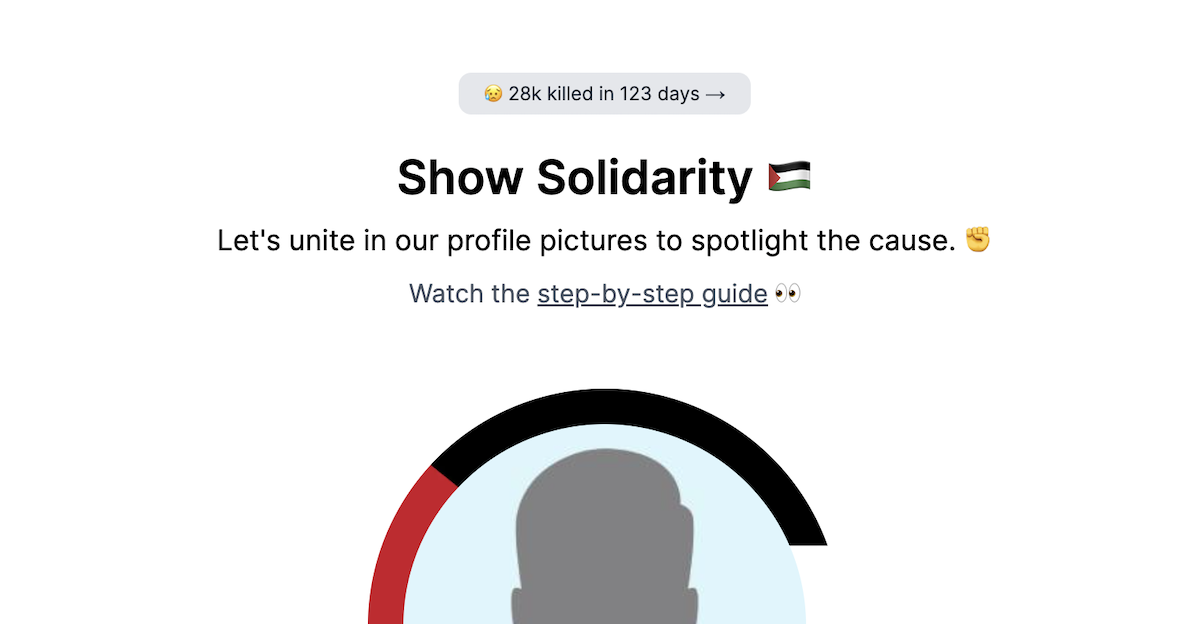 😥 28k killed in 123 days →
Show Solidarity 🇵🇸
Let's unite in our profile pictures to spotlight the cause. ✊
Watch the step-by-step guide 👀